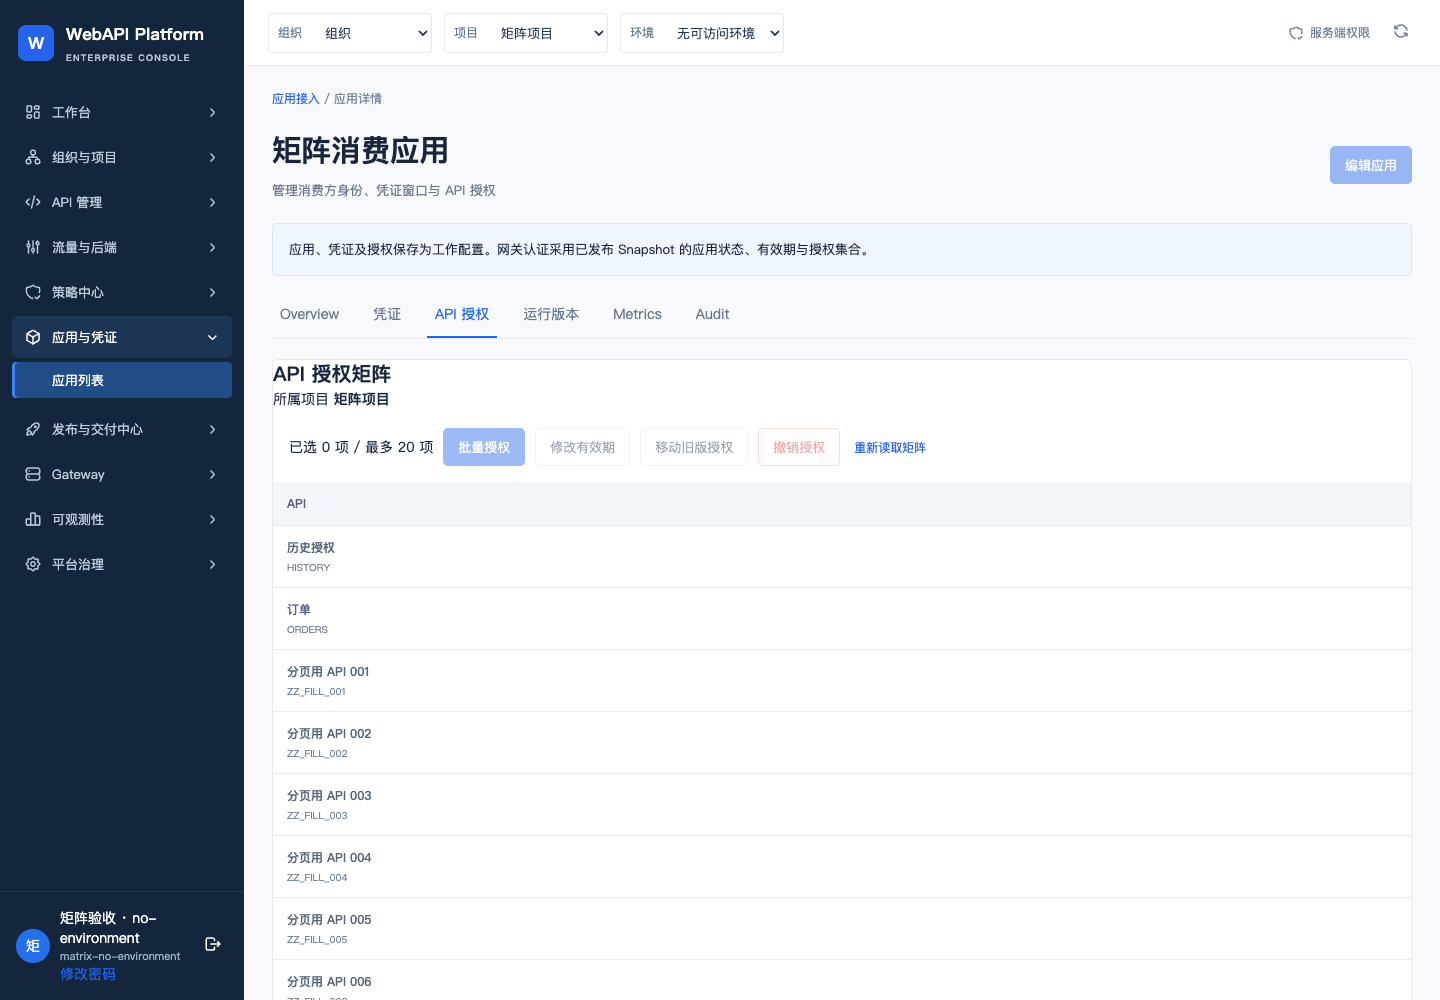 W
WebAPI Platform
ENTERPRISE CONSOLE
工作台
组织与项目
API 管理
流量与后端
策略中心
应用与凭证
应用列表
发布与交付中心
Gateway
可观测性
平台治理
矩
矩阵验收 · no-
environment
matrix-no-environment
修改密码
组织 组织
项目 矩阵项目
环境 无可访问环境
服务端权限
应用接入 / 应用详情
矩阵消费应用
管理消费方身份、凭证窗口与 API 授权
编辑应用
应用、凭证及授权保存为工作配置。网关认证采用已发布 Snapshot 的应用状态、有效期与授权集合。
Overview 凭证 API 授权 运行版本 Metrics Audit
API 授权矩阵
所属项目 矩阵项目
已选 0 项 / 最多 20 项 批量授权 修改有效期 移动旧版授权 撤销授权 重新读取矩阵
API
历史授权
HISTORY
订单
ORDERS
分页用 API 001
ZZ_FILL_001
分页用 API 002
ZZ_FILL_002
分页用 API 003
ZZ_FILL_003
分页用 API 004
ZZ_FILL_004
分页用 API 005
ZZ_FILL_005
分页用 API 006